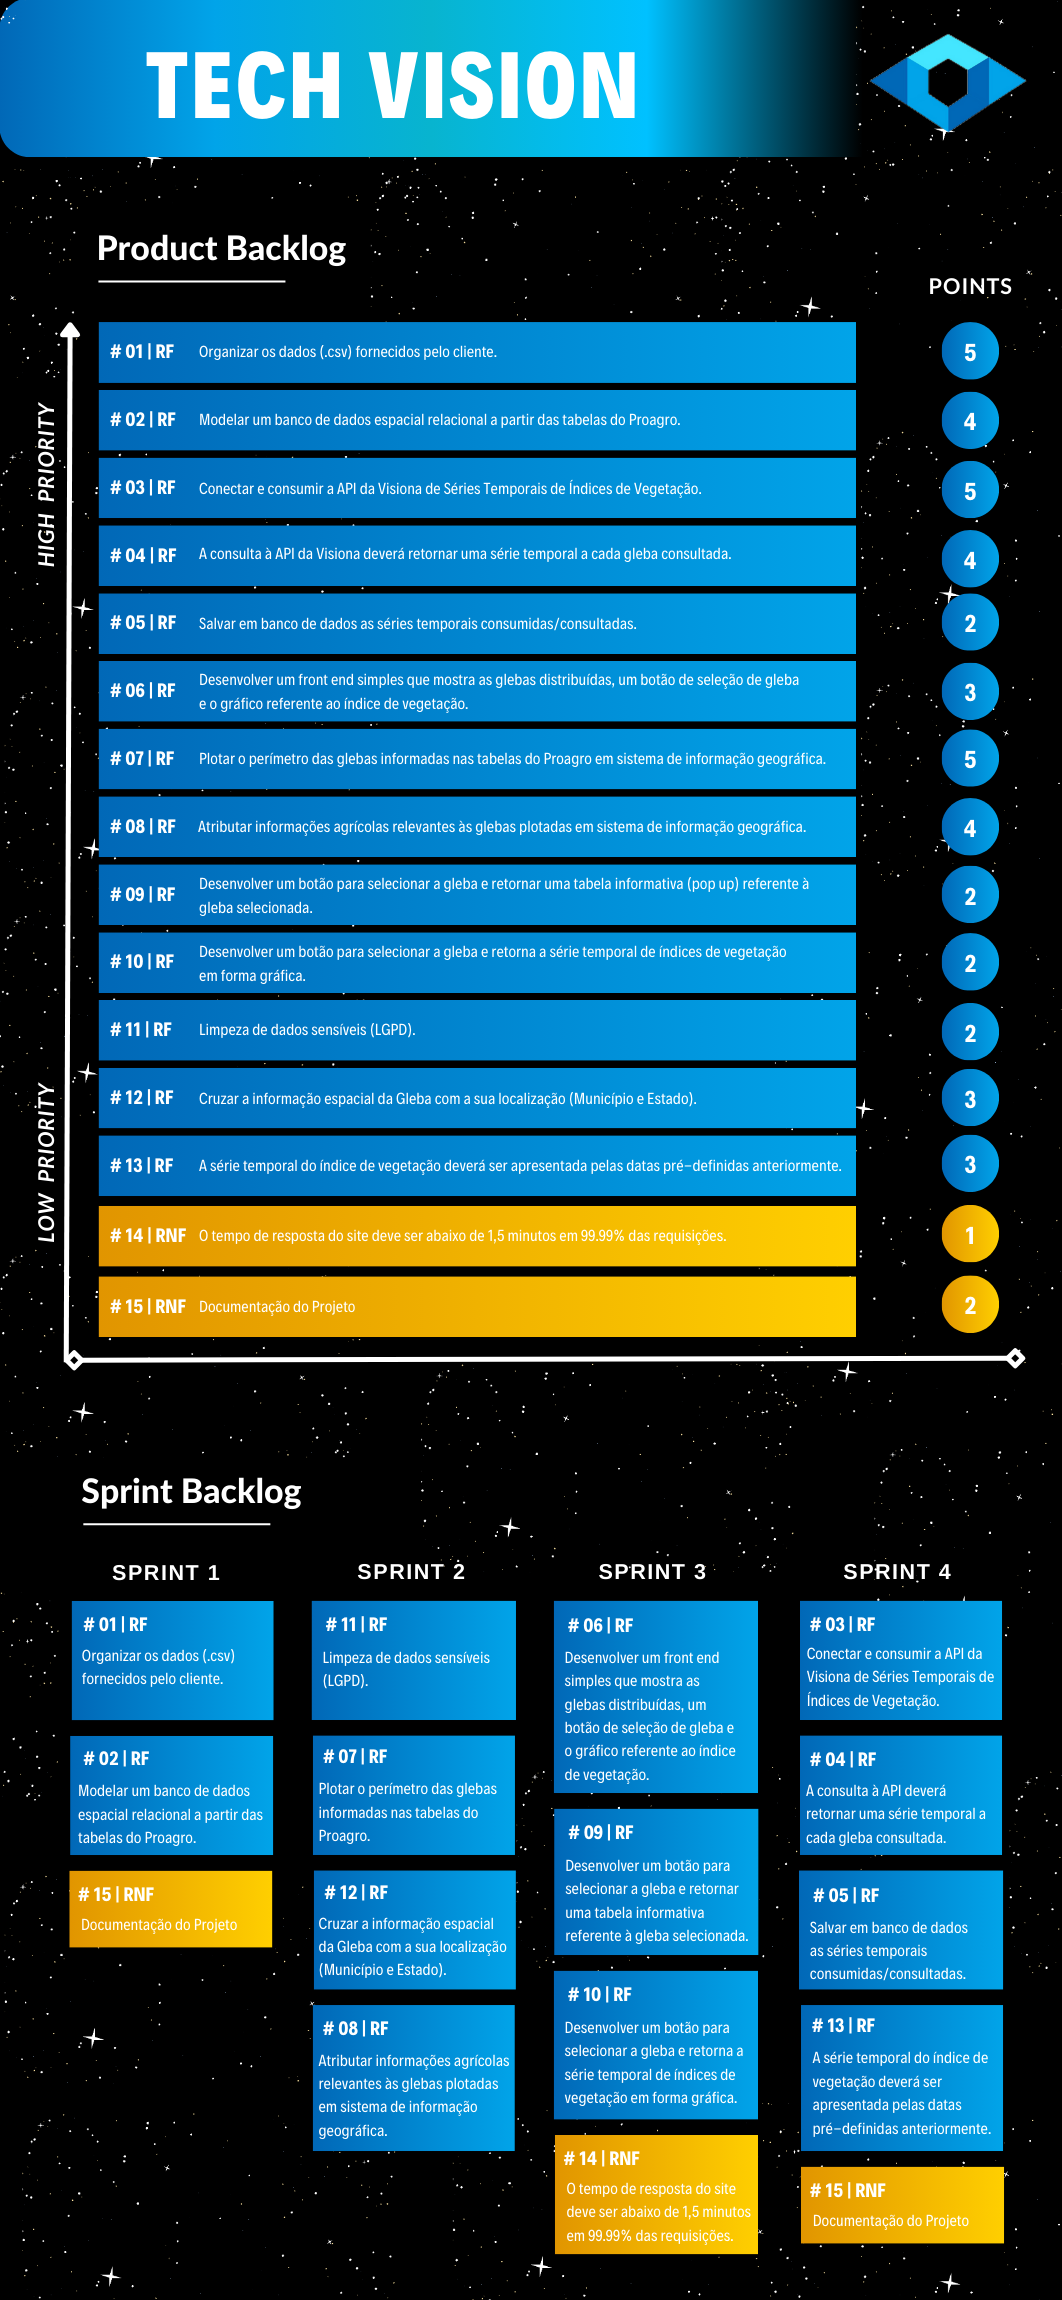 TECH VISION
Product Backlog
POINTS
HIGH PRIORITY
LOW PRIORITY
# 01 | RF Organizar os dados (.csv) fornecidos pelo cliente. 5
# 02 | RF Modelar um banco de dados espacial relacional a partir das tabelas do Proagro. 4
# 03 | RF Conectar e consumir a API da Visiona de Séries Temporais de Índices de Vegetação. 5
# 04 | RF A consulta à API da Visiona deverá retornar uma série temporal a cada gleba consultada. 4
# 05 | RF Salvar em banco de dados as séries temporais consumidas/consultadas. 2
# 06 | RF Desenvolver um front end simples que mostra as glebas distribuídas, um botão de seleção de gleba
e o gráfico referente ao índice de vegetação. 3
# 07 | RF Plotar o perímetro das glebas informadas nas tabelas do Proagro em sistema de informação geográfica. 5
# 08 | RF Atributar informações agrícolas relevantes às glebas plotadas em sistema de informação geográfica. 4
# 09 | RF Desenvolver um botão para selecionar a gleba e retornar uma tabela informativa (pop up) referente à
gleba selecionada. 2
# 10 | RF Desenvolver um botão para selecionar a gleba e retorna a série temporal de índices de vegetação
em forma gráfica. 2
# 11 | RF Limpeza de dados sensíveis (LGPD). 2
# 12 | RF Cruzar a informação espacial da Gleba com a sua localização (Município e Estado). 3
# 13 | RF A série temporal do índice de vegetação deverá ser apresentada pelas datas pré-definidas anteriormente. 3
# 14 | RNF O tempo de resposta do site deve ser abaixo de 1,5 minutos em 99.99% das requisições. 1
# 15 | RNF Documentação do Projeto 2
Sprint Backlog
SPRINT 1
# 01 | RF
Organizar os dados (.csv)
fornecidos pelo cliente.
# 02 | RF
Modelar um banco de dados
espacial relacional a partir das
tabelas do Proagro.
# 15 | RNF
Documentação do Projeto
SPRINT 2
# 11 | RF
Limpeza de dados sensíveis
(LGPD).
# 07 | RF
Plotar o perímetro das glebas
informadas nas tabelas do
Proagro.
# 12 | RF
Cruzar a informação espacial
da Gleba com a sua localização
(Município e Estado).
# 08 | RF
Atributar informações agrícolas
relevantes às glebas plotadas
em sistema de informação
geográfica.
SPRINT 3
# 06 | RF
Desenvolver um front end
simples que mostra as
glebas distribuídas, um
botão de seleção de gleba e
o gráfico referente ao índice
de vegetação.
# 09 | RF
Desenvolver um botão para
selecionar a gleba e retornar
uma tabela informativa
referente à gleba selecionada.
# 10 | RF
Desenvolver um botão para
selecionar a gleba e retorna a
série temporal de índices de
vegetação em forma gráfica.
# 14 | RNF
O tempo de resposta do site
deve ser abaixo de 1,5 minutos
em 99.99% das requisições.
SPRINT 4
# 03 | RF
Conectar e consumir a API da
Visiona de Séries Temporais de
Índices de Vegetação.
# 04 | RF
A consulta à API deverá
retornar uma série temporal a
cada gleba consultada.
# 05 | RF
Salvar em banco de dados
as séries temporais
consumidas/consultadas.
# 13 | RF
A série temporal do índice de
vegetação deverá ser
apresentada pelas datas
pré-definidas anteriormente.
# 15 | RNF
Documentação do Projeto